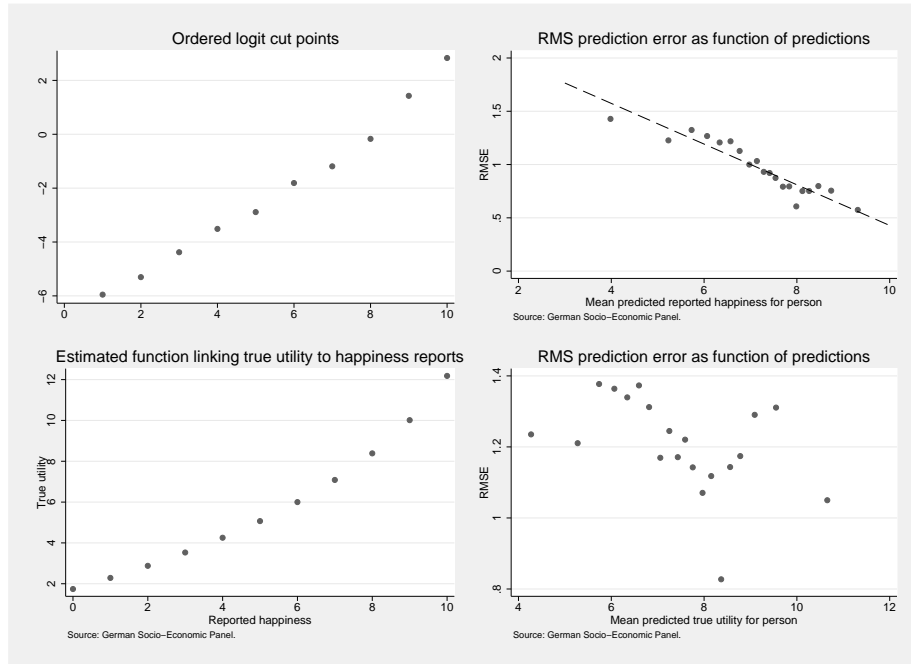 Ordered logit cut points
2
0
−2
−4
−6
0 2 4 6 8 10
RMS prediction error as function of predictions
2
1.5
1
.5
0
RMSE
2 4 6 8 10
Mean predicted reported happiness for person
Source: German Socio−Economic Panel.
Estimated function linking true utility to happiness reports
12
10
8
6
4
2
True utility
0 2 4 6 8 10
Reported happiness
Source: German Socio−Economic Panel.
RMS prediction error as function of predictions
1.4
1.2
1
.8
RMSE
4 6 8 10 12
Mean predicted true utility for person
Source: German Socio−Economic Panel.